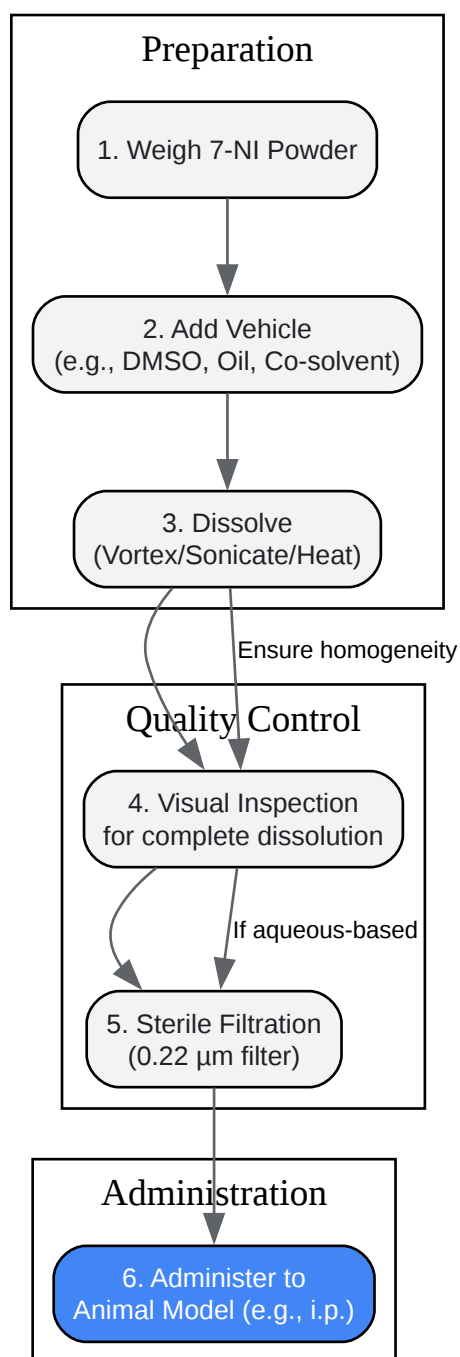 Preparation
1. Weigh 7-NI Powder
2. Add Vehicle
(e.g., DMSO, Oil, Co-solvent)
3. Dissolve
(Vortex/Sonicate/Heat)
Ensure homogeneity
Quality Control
4. Visual Inspection
for complete dissolution
If aqueous-based
5. Sterile Filtration
(0.22 µm filter)
Administration
6. Administer to
Animal Model (e.g., i.p.)